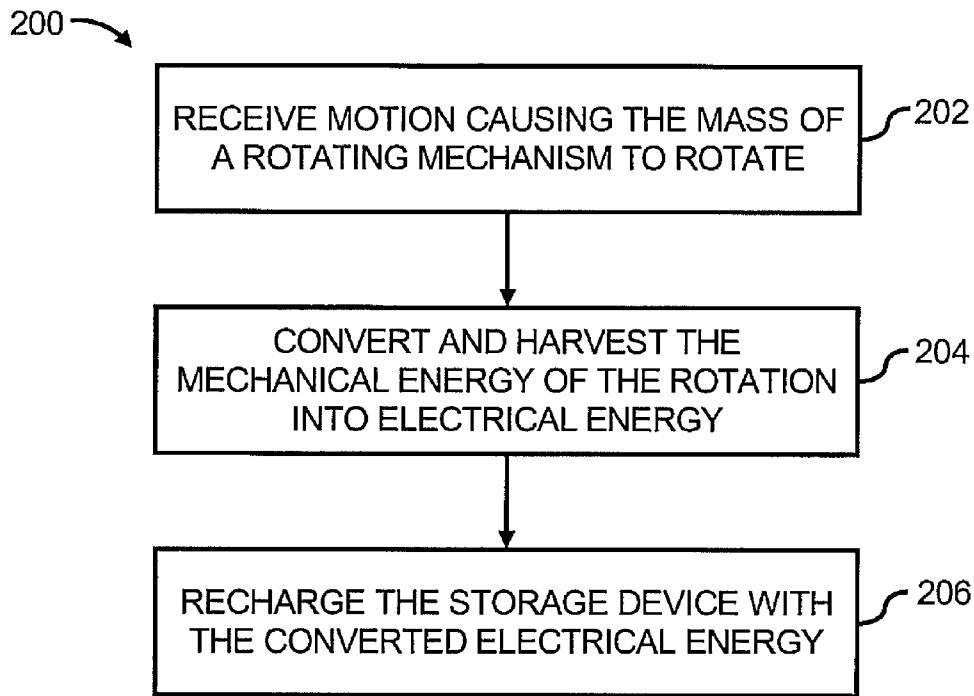 200
RECEIVE MOTION CAUSING THE MASS OF
A ROTATING MECHANISM TO ROTATE
202
CONVERT AND HARVEST THE
MECHANICAL ENERGY OF THE ROTATION
INTO ELECTRICAL ENERGY
204
RECHARGE THE STORAGE DEVICE WITH
THE CONVERTED ELECTRICAL ENERGY
206